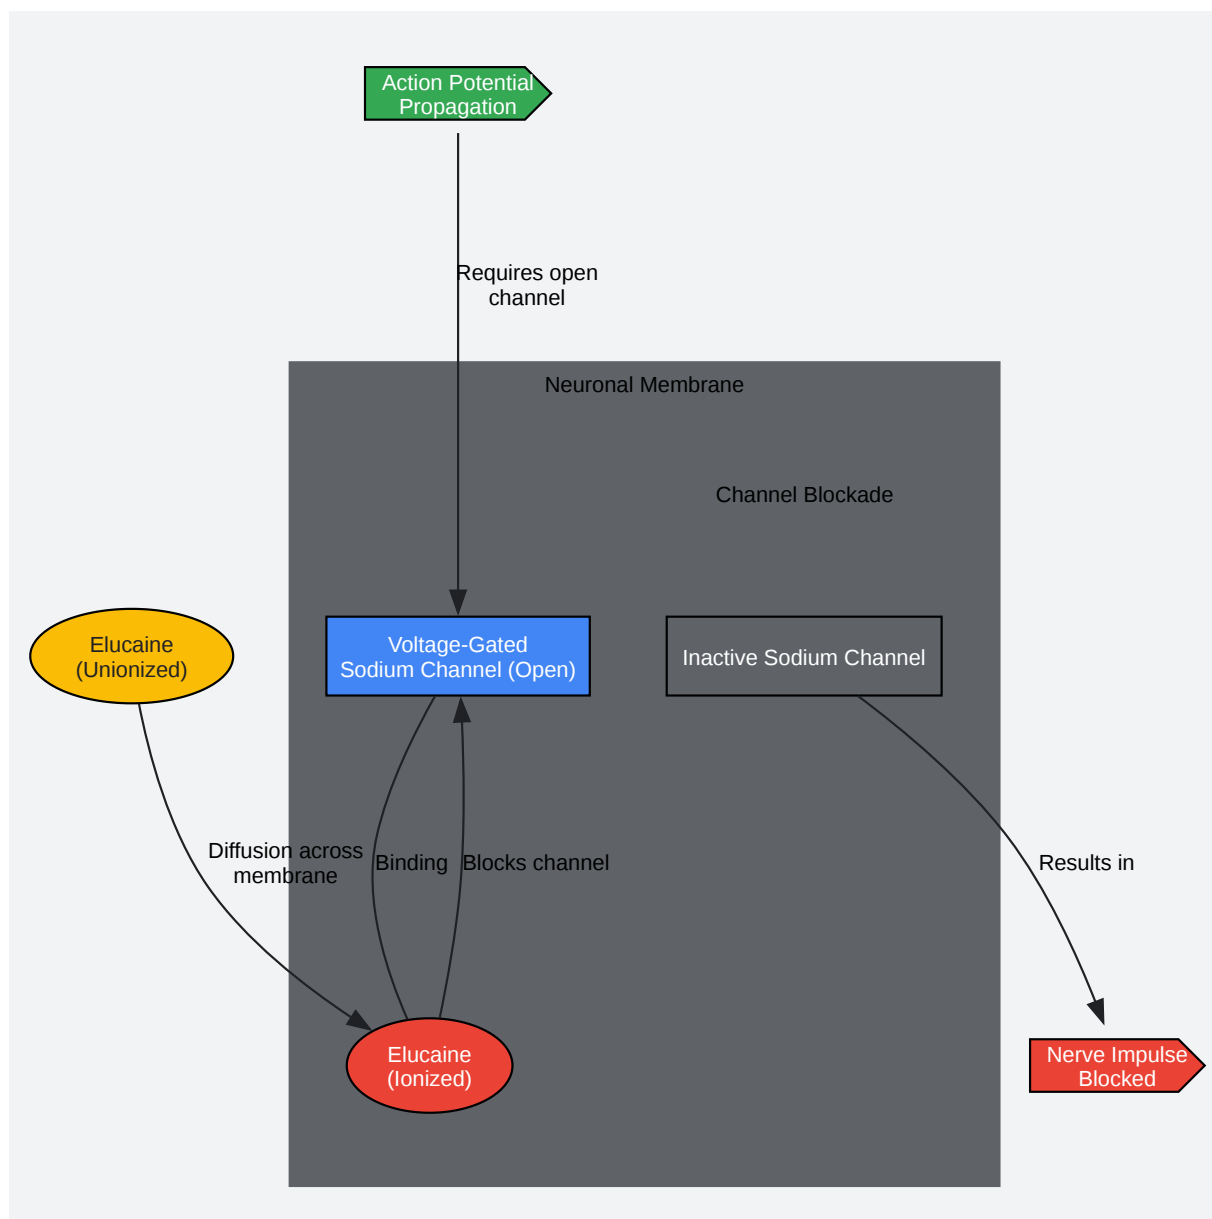 Action Potential
Propagation
Requires open
channel
Neuronal Membrane
Channel Blockade
Elucaine
(Unionized)
Voltage-Gated
Sodium Channel (Open)
Inactive Sodium Channel
Diffusion across
membrane
Binding
Blocks channel
Results in
Elucaine
(Ionized)
Nerve Impulse
Blocked